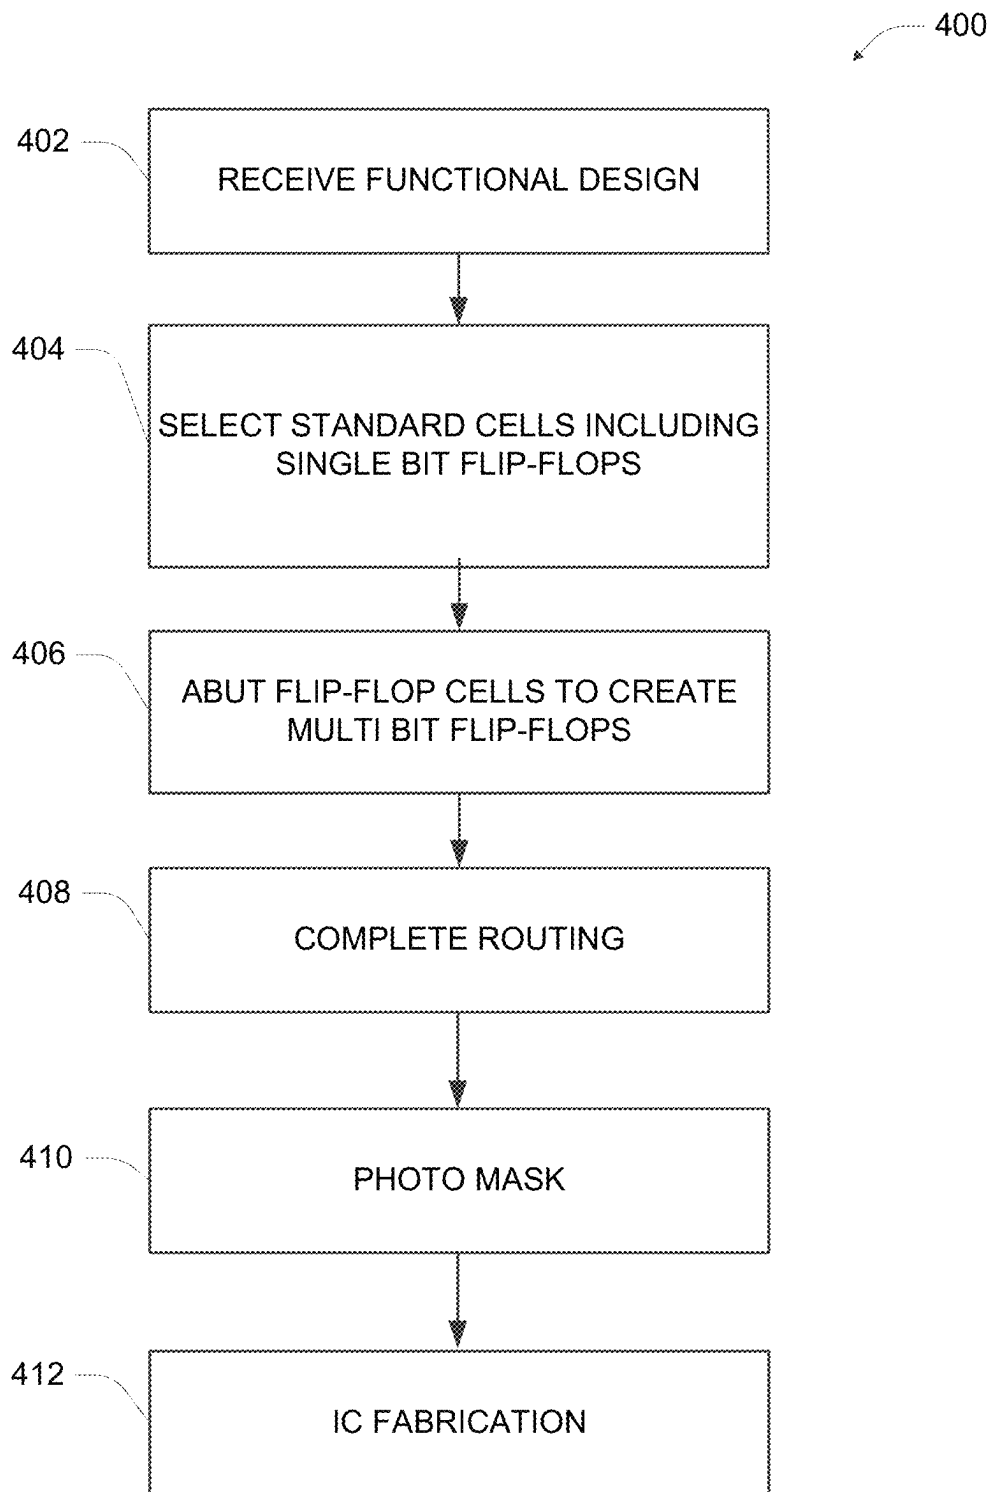 400
402
RECEIVE FUNCTIONAL DESIGN
404
SELECT STANDARD CELLS INCLUDING
SINGLE BIT FLIP-FLOPS
406
ABUT FLIP-FLOP CELLS TO CREATE
MULTI BIT FLIP-FLOPS
408
COMPLETE ROUTING
410
PHOTO MASK
412
IC FABRICATION